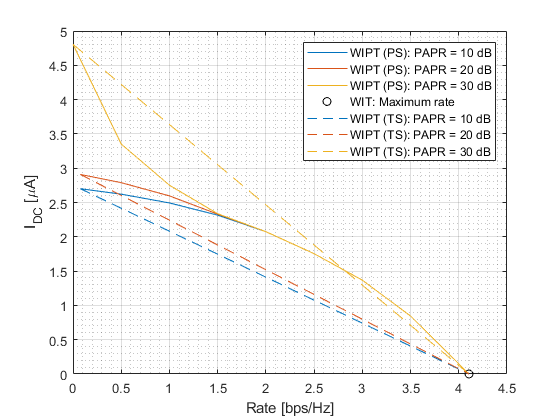 5
4.5
4
3.5
3
2.5
2
1.5
1
0.5
0
I_DC [μA]
WIPT (PS): PAPR = 10 dB
WIPT (PS): PAPR = 20 dB
WIPT (PS): PAPR = 30 dB
WIT: Maximum rate
WIPT (TS): PAPR = 10 dB
WIPT (TS): PAPR = 20 dB
WIPT (TS): PAPR = 30 dB
0 0.5 1 1.5 2 2.5 3 3.5 4 4.5
Rate [bps/Hz]